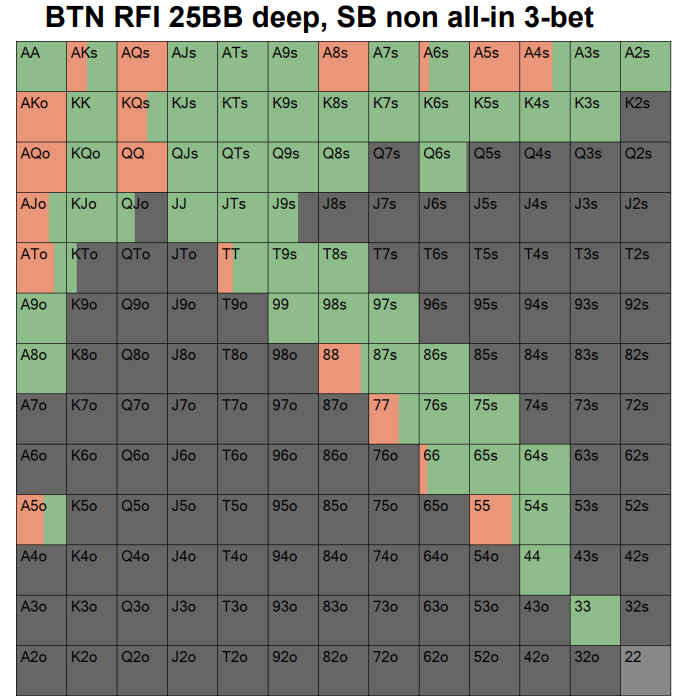 BTN RFI 25BB deep, SB non all-in 3-bet
AA AKs AQs AJs ATs A9s A8s A7s A6s A5s A4s A3s A2s
AKo KK KQs KJs KTs K9s K8s K7s K6s K5s K4s K3s K2s
AQo KQo QQ QJs QTs Q9s Q8s Q7s Q6s Q5s Q4s Q3s Q2s
AJo KJo QJo JJ JTs J9s J8s J7s J6s J5s J4s J3s J2s
ATo KTo QTo JTo TT T9s T8s T7s T6s T5s T4s T3s T2s
A9o K9o Q9o J9o T9o 99 98s 97s 96s 95s 94s 93s 92s
A8o K8o Q8o J8o T8o 98o 88 87s 86s 85s 84s 83s 82s
A7o K7o Q7o J7o T7o 97o 87o 77 76s 75s 74s 73s 72s
A6o K6o Q6o J6o T6o 96o 86o 76o 66 65s 64s 63s 62s
A5o K5o Q5o J5o T5o 95o 85o 75o 65o 55 54s 53s 52s
A4o K4o Q4o J4o T4o 94o 84o 74o 64o 54o 44 43s 42s
A3o K3o Q3o J3o T3o 93o 83o 73o 63o 53o 43o 33 32s
A2o K2o Q2o J2o T2o 92o 82o 72o 62o 52o 42o 32o 22